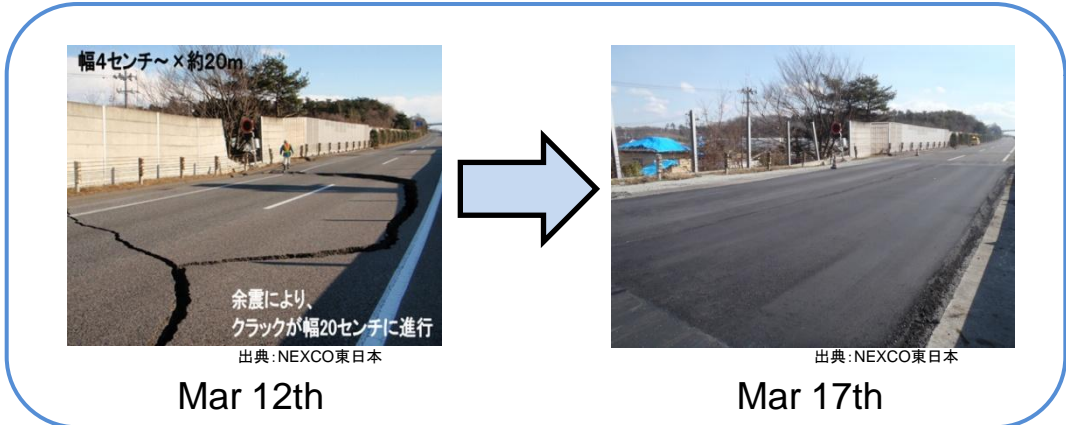 幅4センチ～×約20m
余震により、
クラックが幅20センチに進行
出典:NEXCO東日本
Mar 12th
出典:NEXCO東日本
Mar 17th